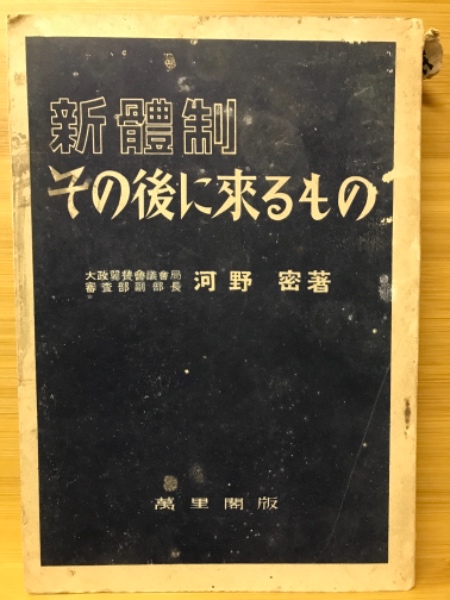 新體制
その後に來るもの
大政翼賛會議會局
審査部副部長
河野 密著
萬里閣版